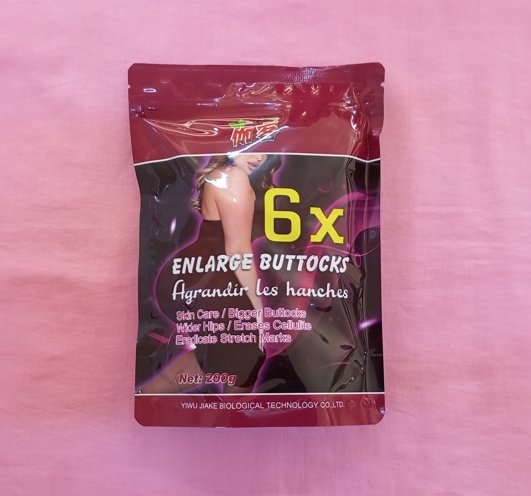 6x
ENLARGE BUTTOCKS
Agrandir les hanches
Skin Care / Bigger Buttocks
Wider Hips / Erases Cellulite
Eradicate Stretch Marks
Net: 200g
YIWU JIAKE BIOLOGICAL TECHNOLOGY CO.LTD.